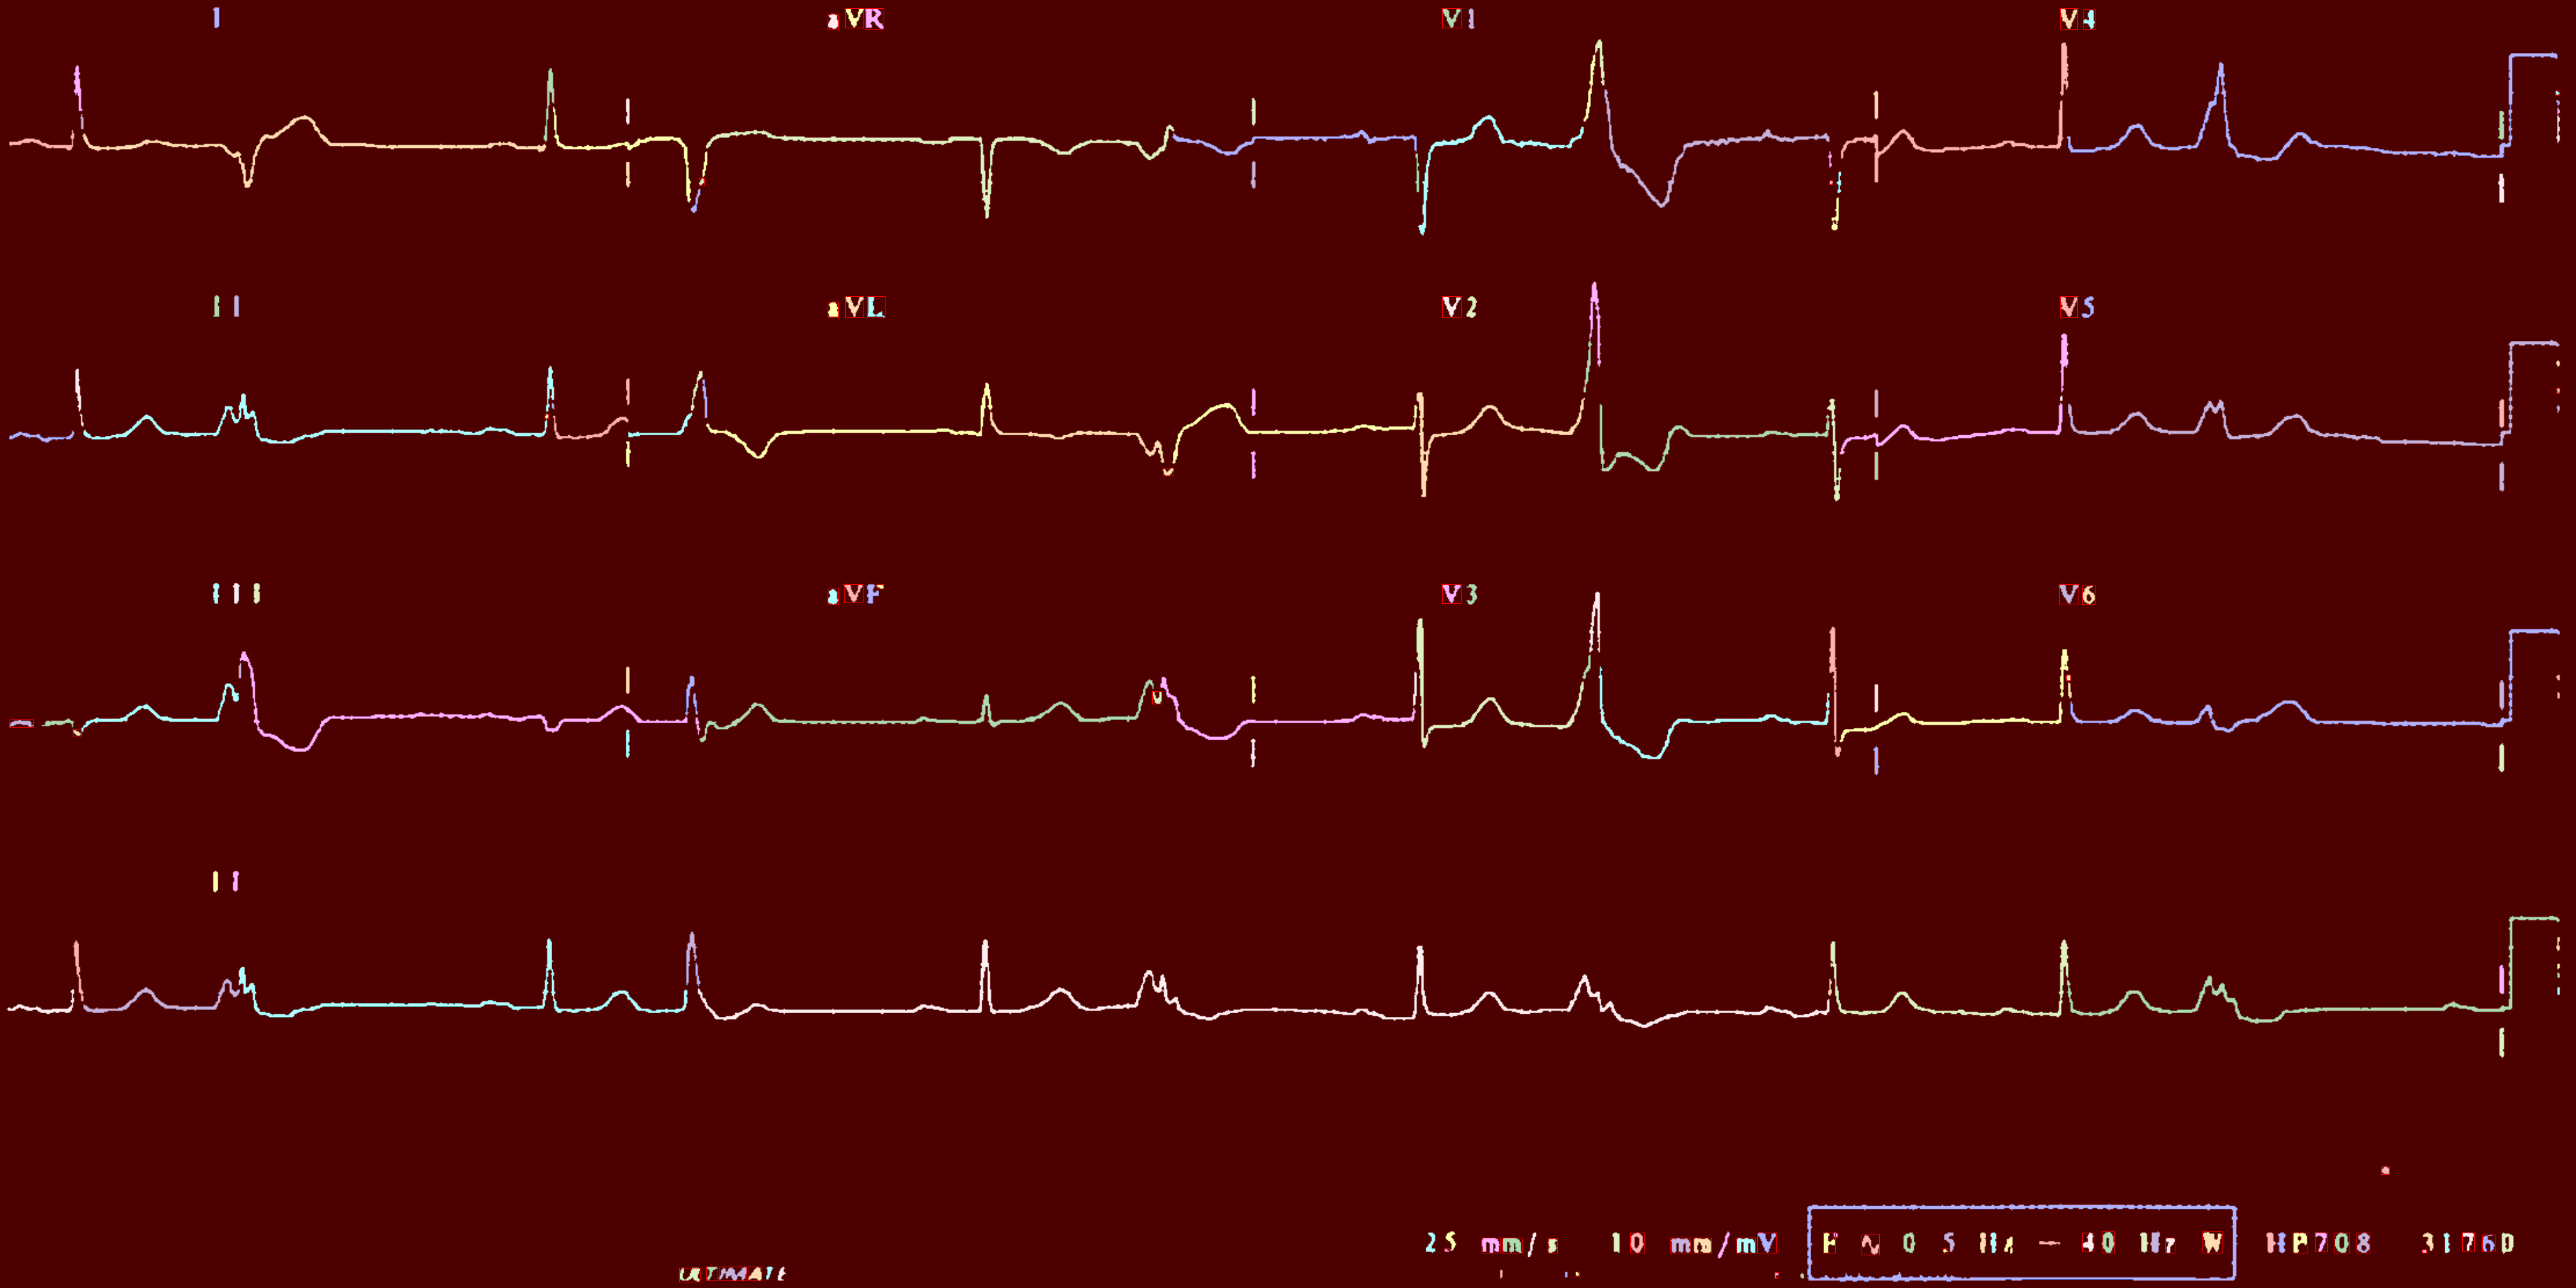 I aVR V1 V4
II aVL V2 V5
III aVF V3 V6
II
25 mm/s 10 mm/mV F ∿ 0 5 Hz — 40 Hz W HP708 31760
ULTIMATE